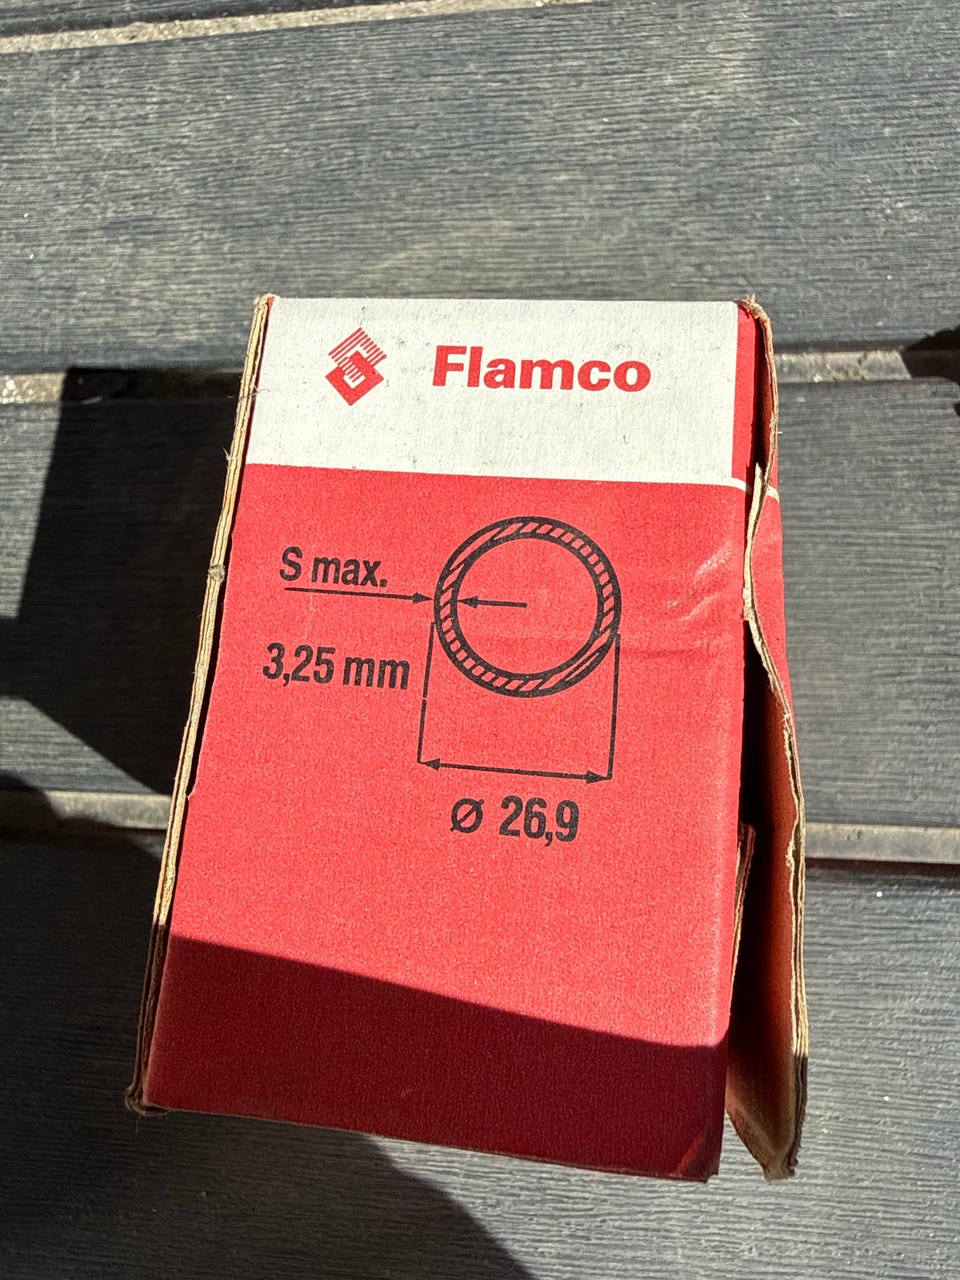 Flamco
S max.
3,25 mm
Ø 26,9